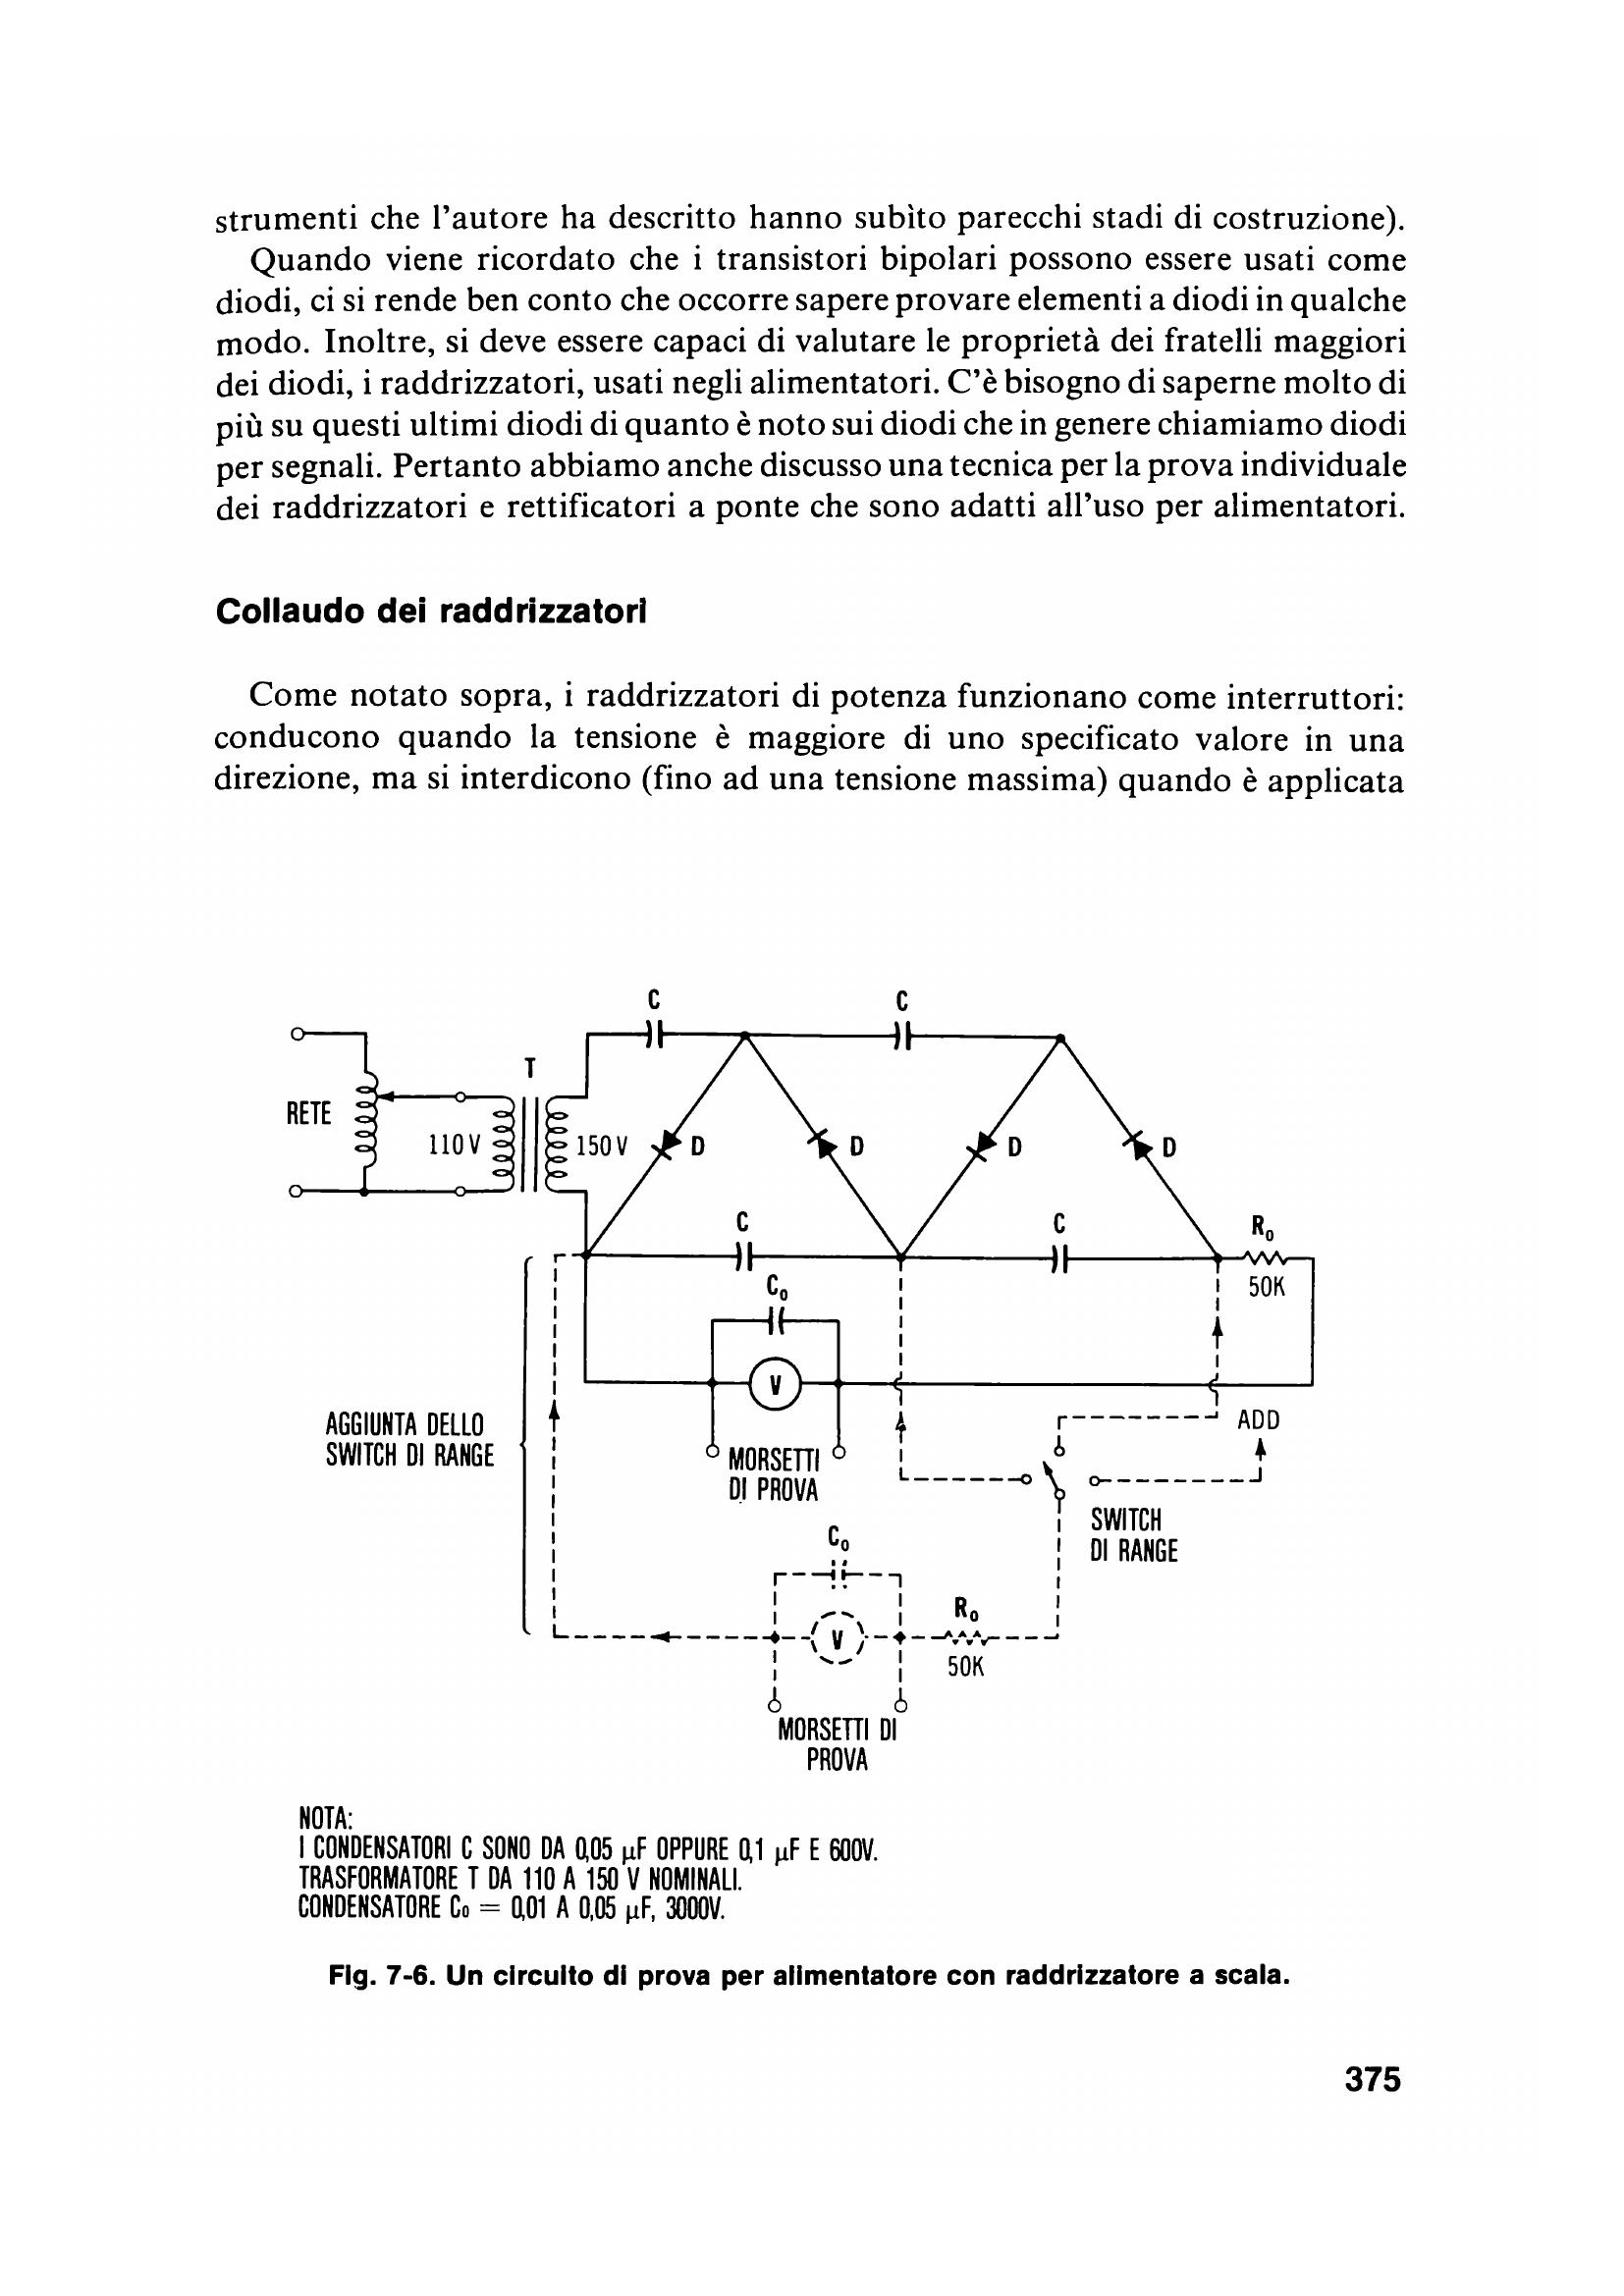 strumenti che l'autore ha descritto hanno subìto parecchi stadi di costruzione).
Quando viene ricordato che i transistori bipolari possono essere usati come
diodi, ci si rende ben conto che occorre sapere provare elementi a diodi in qualche
modo. Inoltre, si deve essere capaci di valutare le proprietà dei fratelli maggiori
dei diodi, i raddrizzatori, usati negli alimentatori. C'è bisogno di saperne molto di
più su questi ultimi diodi di quanto è noto sui diodi che in genere chiamiamo diodi
per segnali. Pertanto abbiamo anche discusso una tecnica per la prova individuale
dei raddrizzatori e rettificatori a ponte che sono adatti all'uso per alimentatori.
Collaudo dei raddrizzatori
Come notato sopra, i raddrizzatori di potenza funzionano come interruttori:
conducono quando la tensione è maggiore di uno specificato valore in una
direzione, ma si interdicono (fino ad una tensione massima) quando è applicata
C
C
T
RETE
110 V
150 V
D
D
D
D
C
C
R₀
50K
C₀
V
AGGIUNTA DELLO
SWITCH DI RANGE
MORSETTI
DI PROVA
ADD
SWITCH
DI RANGE
C₀
V
R₀
50K
MORSETTI DI
PROVA
NOTA:
I CONDENSATORI C SONO DA 0,05 µF OPPURE 0,1 µF E 600V.
TRASFORMATORE T DA 110 A 150 V NOMINALI.
CONDENSATORE C₀ = 0,01 A 0,05 µF, 3000V.
Fig. 7-6. Un circuito di prova per alimentatore con raddrizzatore a scala.
375